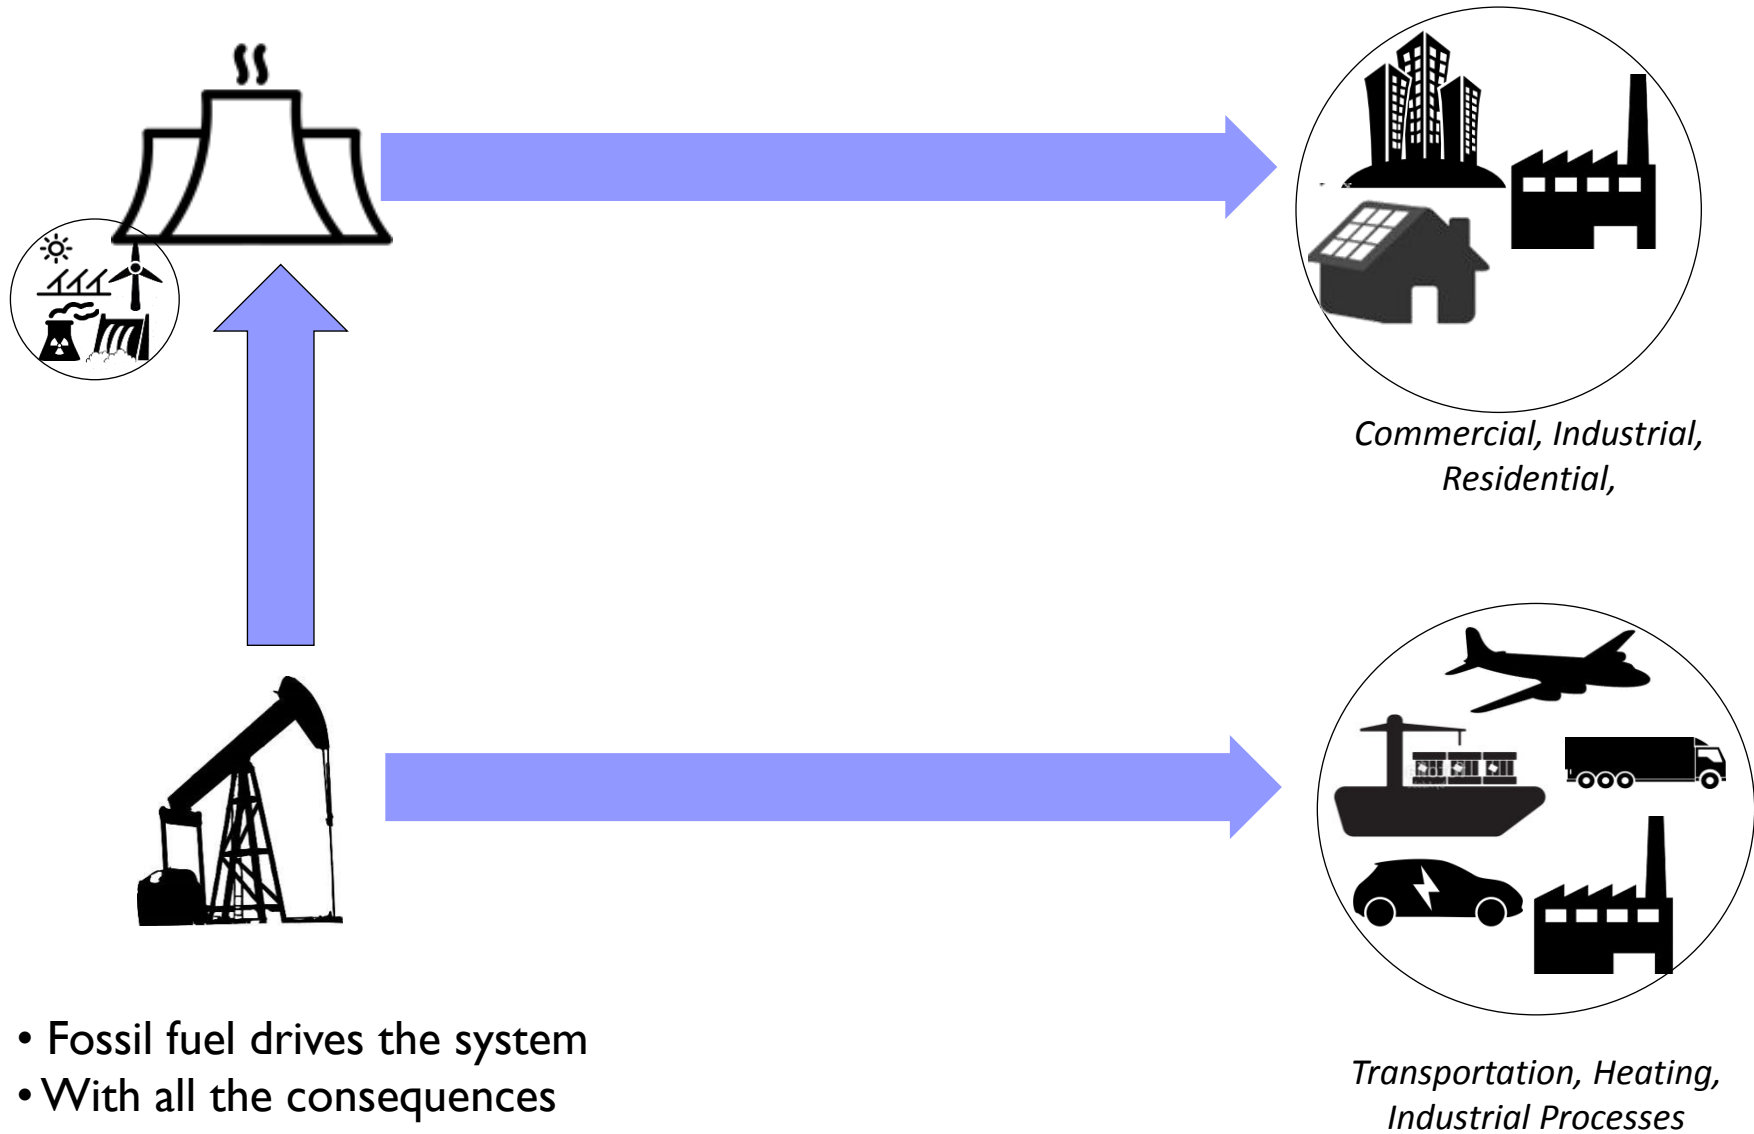 Commercial, Industrial,
Residential,
• Fossil fuel drives the system
• With all the consequences
Transportation, Heating,
Industrial Processes